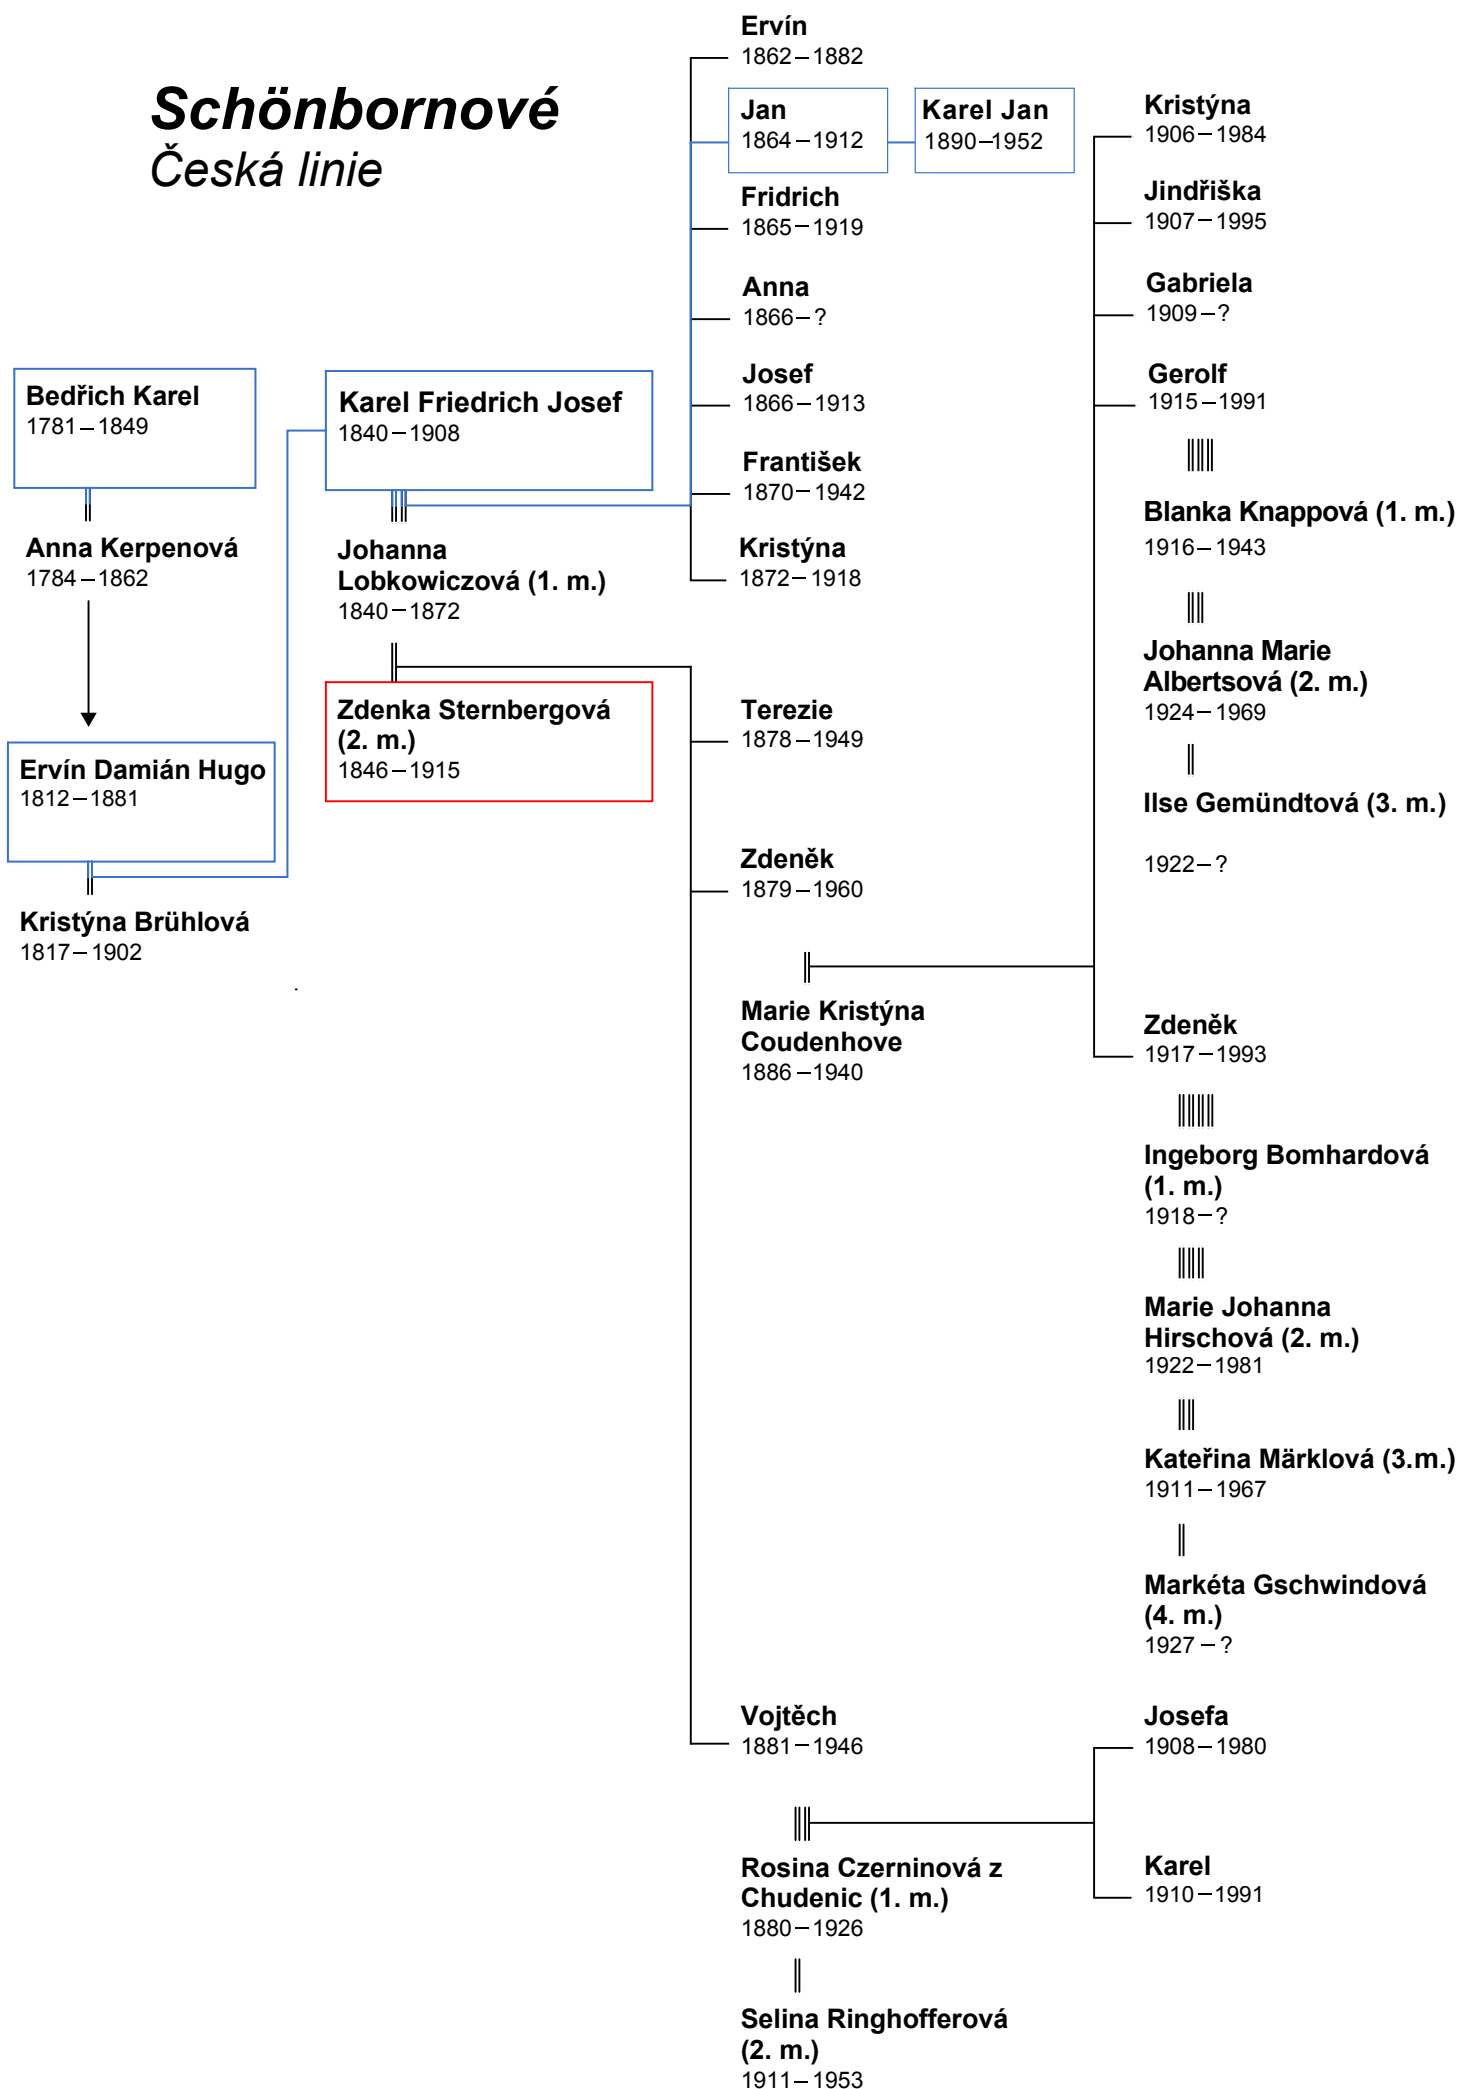 Schönbornové
Česká linie
Bedřich Karel
1781–1849
Anna Kerpenová
1784–1862
Ervín Damián Hugo
1812–1881
Kristýna Brühlová
1817–1902
Karel Friedrich Josef
1840–1908
Johanna
Lobkowiczová (1. m.)
1840–1872
Zdenka Sternbergová
(2. m.)
1846–1915
Ervín
1862–1882
Jan
1864–1912
Karel Jan
1890–1952
Fridrich
1865–1919
Anna
1866–?
Josef
1866–1913
František
1870–1942
Kristýna
1872–1918
Terezie
1878–1949
Zdeněk
1879–1960
Marie Kristýna
Coudenhove
1886–1940
Vojtěch
1881–1946
Rosina Czerninová z
Chudenic (1. m.)
1880–1926
Selina Ringhofferová
(2. m.)
1911–1953
Kristýna
1906–1984
Jindřiška
1907–1995
Gabriela
1909–?
Gerolf
1915–1991
Blanka Knappová (1. m.)
1916–1943
Johanna Marie
Albertsová (2. m.)
1924–1969
Ilse Gemündtová (3. m.)
1922–?
Zdeněk
1917–1993
Ingeborg Bomhardová
(1. m.)
1918–?
Marie Johanna
Hirschová (2. m.)
1922–1981
Kateřina Märklová (3.m.)
1911–1967
Markéta Gschwindová
(4. m.)
1927 –?
Josefa
1908–1980
Karel
1910–1991